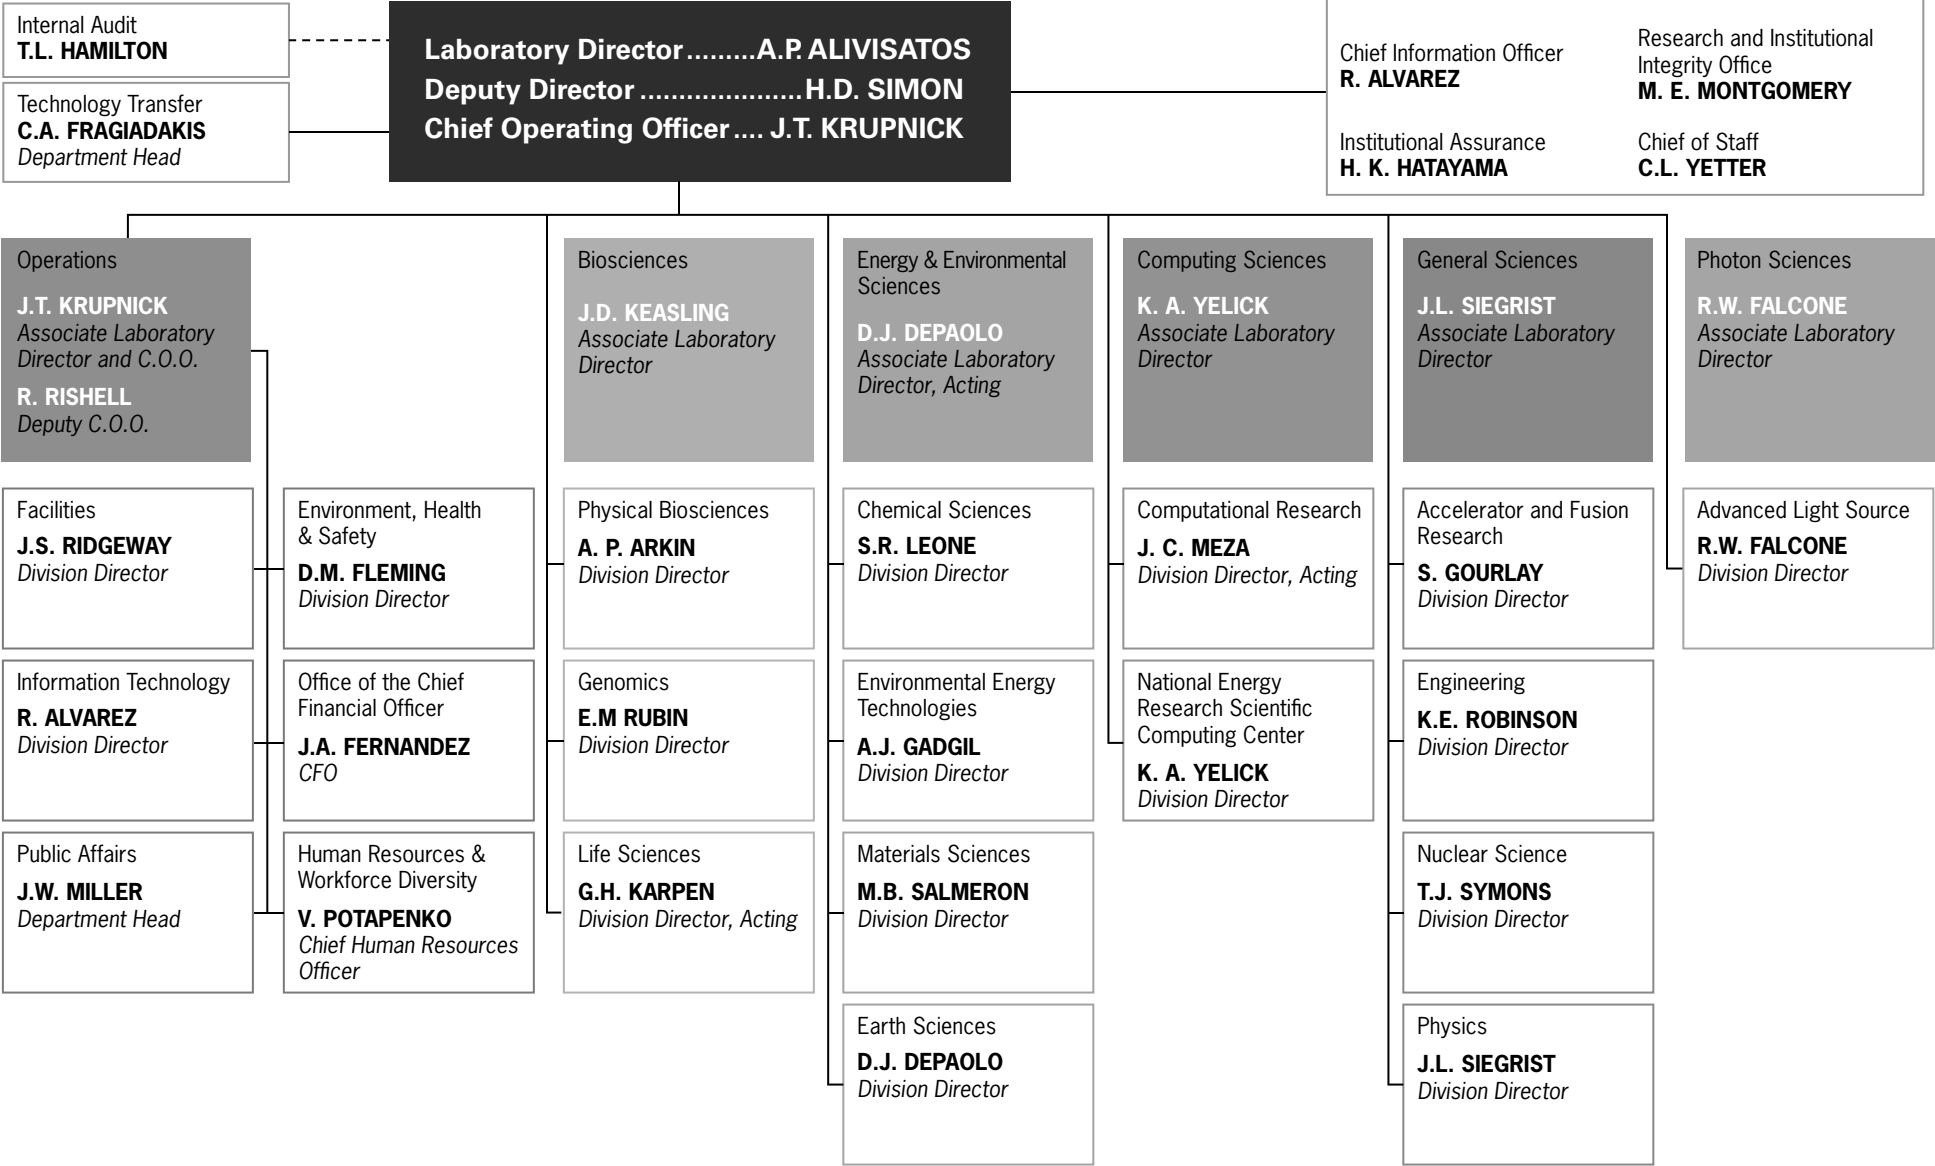 Internal Audit
T.L. HAMILTON
Technology Transfer
C.A. FRAGIADAKIS
Department Head
Laboratory Director.........A.P. ALIVISATOS
Deputy Director.....................H.D. SIMON
Chief Operating Officer.... J.T. KRUPNICK
Chief Information Officer
R. ALVAREZ
Research and Institutional
Integrity Office
M. E. MONTGOMERY
Institutional Assurance
H. K. HATAYAMA
Chief of Staff
C.L. YETTER
Operations
J.T. KRUPNICK
Associate Laboratory
Director and C.O.O.
R. RISHELL
Deputy C.O.O.
Biosciences
J.D. KEASLING
Associate Laboratory
Director
Energy & Environmental
Sciences
D.J. DEPAOLO
Associate Laboratory
Director, Acting
Computing Sciences
K. A. YELICK
Associate Laboratory
Director
General Sciences
J.L. SIEGRIST
Associate Laboratory
Director
Photon Sciences
R.W. FALCONE
Associate Laboratory
Director
Facilities
J.S. RIDGEWAY
Division Director
Environment, Health
& Safety
D.M. FLEMING
Division Director
Physical Biosciences
A. P. ARKIN
Division Director
Chemical Sciences
S.R. LEONE
Division Director
Computational Research
J. C. MEZA
Division Director, Acting
Accelerator and Fusion
Research
S. GOURLAY
Division Director
Advanced Light Source
R.W. FALCONE
Division Director
Information Technology
R. ALVAREZ
Division Director
Office of the Chief
Financial Officer
J.A. FERNANDEZ
CFO
Genomics
E.M RUBIN
Division Director
Environmental Energy
Technologies
A.J. GADGIL
Division Director
National Energy
Research Scientific
Computing Center
K. A. YELICK
Division Director
Engineering
K.E. ROBINSON
Division Director
Public Affairs
J.W. MILLER
Department Head
Human Resources &
Workforce Diversity
V. POTAPENKO
Chief Human Resources
Officer
Life Sciences
G.H. KARPEN
Division Director, Acting
Materials Sciences
M.B. SALMERON
Division Director
Nuclear Science
T.J. SYMONS
Division Director
Earth Sciences
D.J. DEPAOLO
Division Director
Physics
J.L. SIEGRIST
Division Director